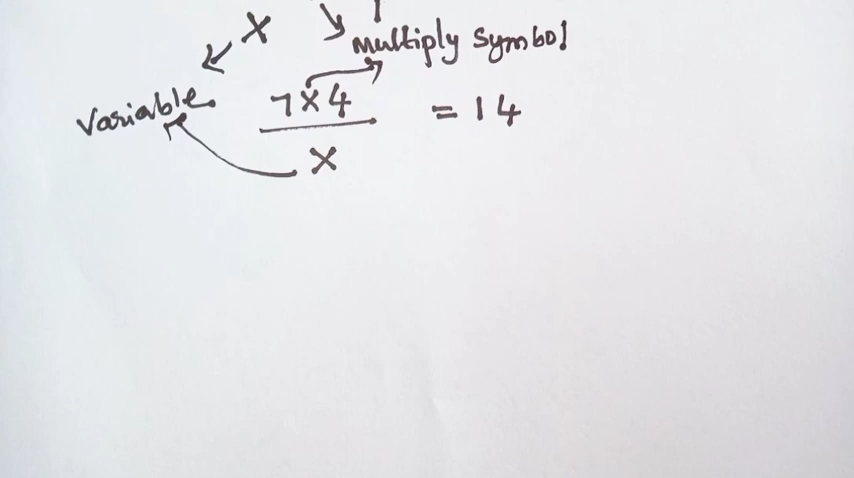 x
Multiply Symbol
Variable
7 x 4 = 14
x